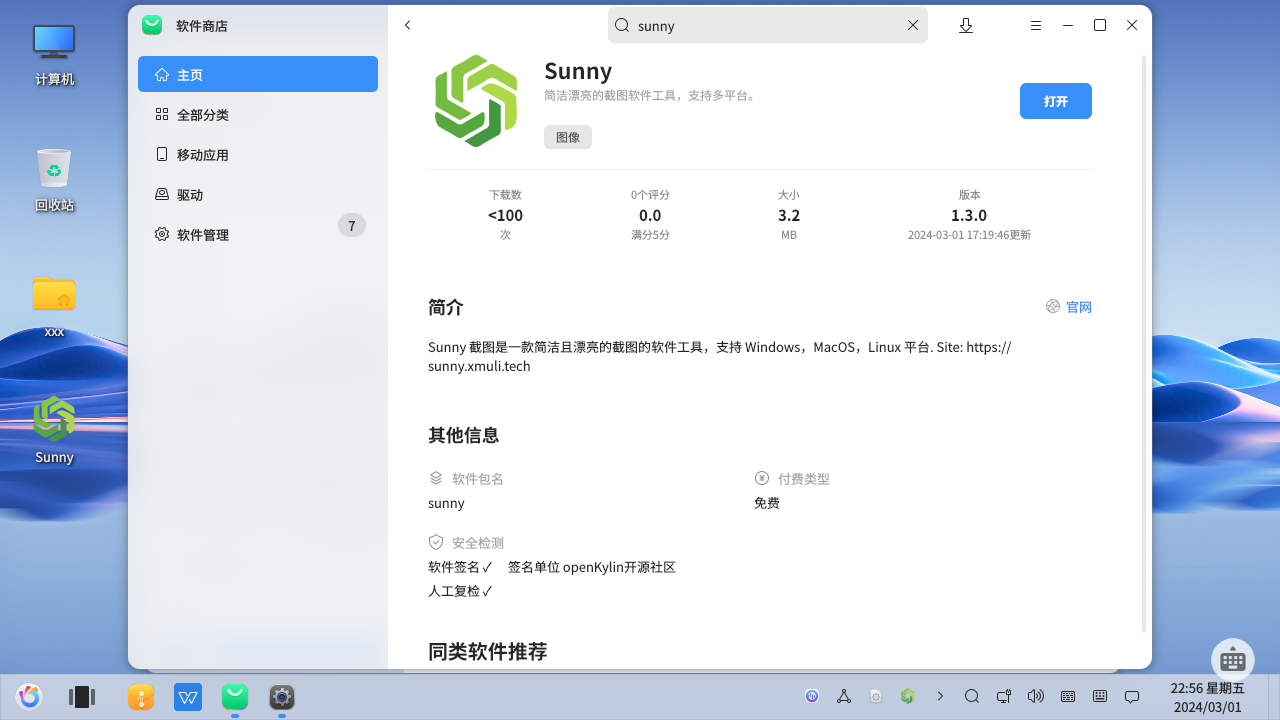 计算机
回收站
xxx
Sunny
软件商店
主页
全部分类
移动应用
驱动
软件管理
7
sunny
Sunny
简洁漂亮的截图软件工具，支持多平台。
图像
打开
下载数
<100
次
0个评分
0.0
满分5分
大小
3.2
MB
版本
1.3.0
2024-03-01 17:19:46更新
简介
官网
Sunny 截图是一款简洁且漂亮的截图的软件工具，支持 Windows，MacOS，Linux 平台. Site: https://
sunny.xmuli.tech
其他信息
软件包名
sunny
付费类型
免费
安全检测
软件签名✓ 签名单位 openKylin开源社区
人工复检✓
同类软件推荐
22:56 星期五
2024/03/01